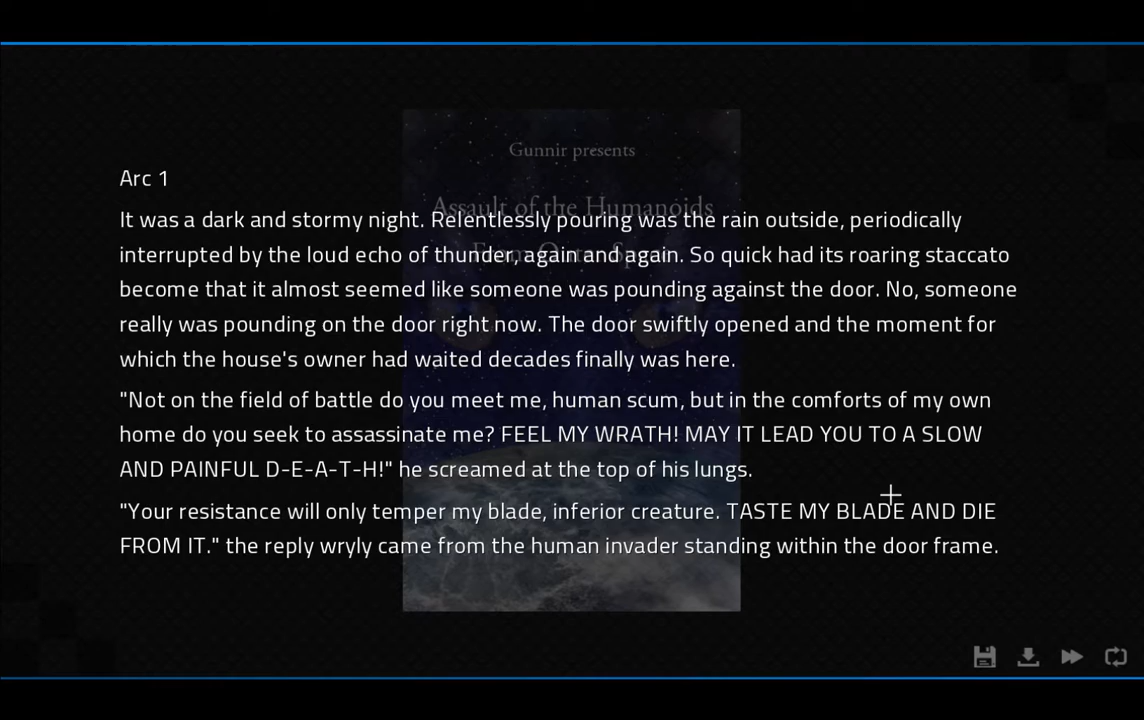 Gunnir presents
Assault of the Humanoids
From Outer Space
Arc 1
It was a dark and stormy night. Relentlessly pouring was the rain outside, periodically
interrupted by the loud echo of thunder, again and again. So quick had its roaring staccato
become that it almost seemed like someone was pounding against the door. No, someone
really was pounding on the door right now. The door swiftly opened and the moment for
which the house's owner had waited decades finally was here.
"Not on the field of battle do you meet me, human scum, but in the comforts of my own
home do you seek to assassinate me? FEEL MY WRATH! MAY IT LEAD YOU TO A SLOW
AND PAINFUL D-E-A-T-H!" he screamed at the top of his lungs.
"Your resistance will only temper my blade, inferior creature. TASTE MY BLADE AND DIE
FROM IT." the reply wryly came from the human invader standing within the door frame.